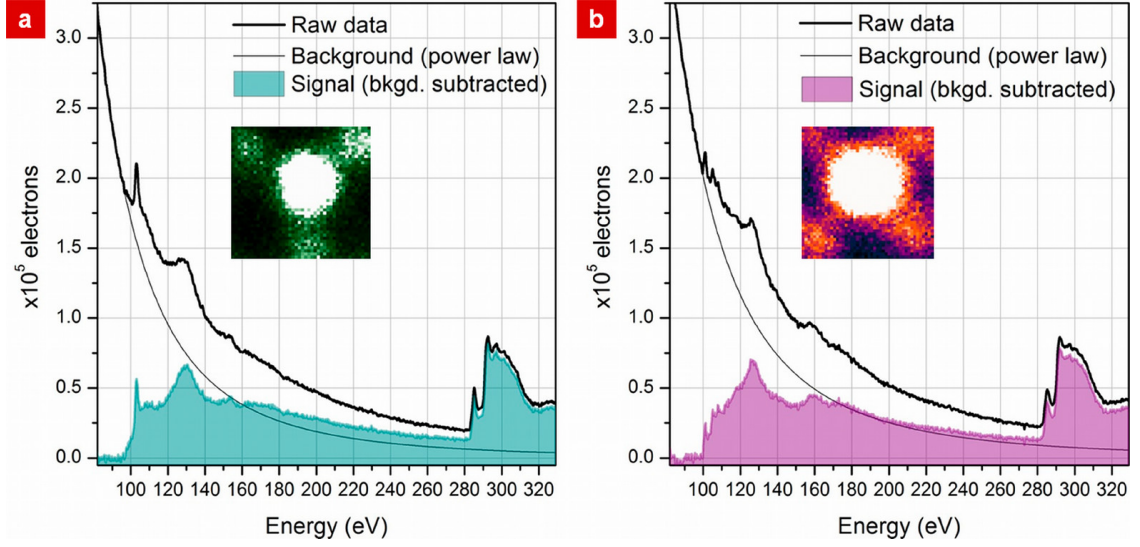 a
Raw data
Background (power law)
Signal (bkgd. subtracted)
x10⁵ electrons
3.0
2.5
2.0
1.5
1.0
0.5
0.0
100 120 140 160 180 200 220 240 260 280 300 320
Energy (eV)
b
Raw data
Background (power law)
Signal (bkgd. subtracted)
x10⁵ electrons
3.0
2.5
2.0
1.5
1.0
0.5
0.0
100 120 140 160 180 200 220 240 260 280 300 320
Energy (eV)